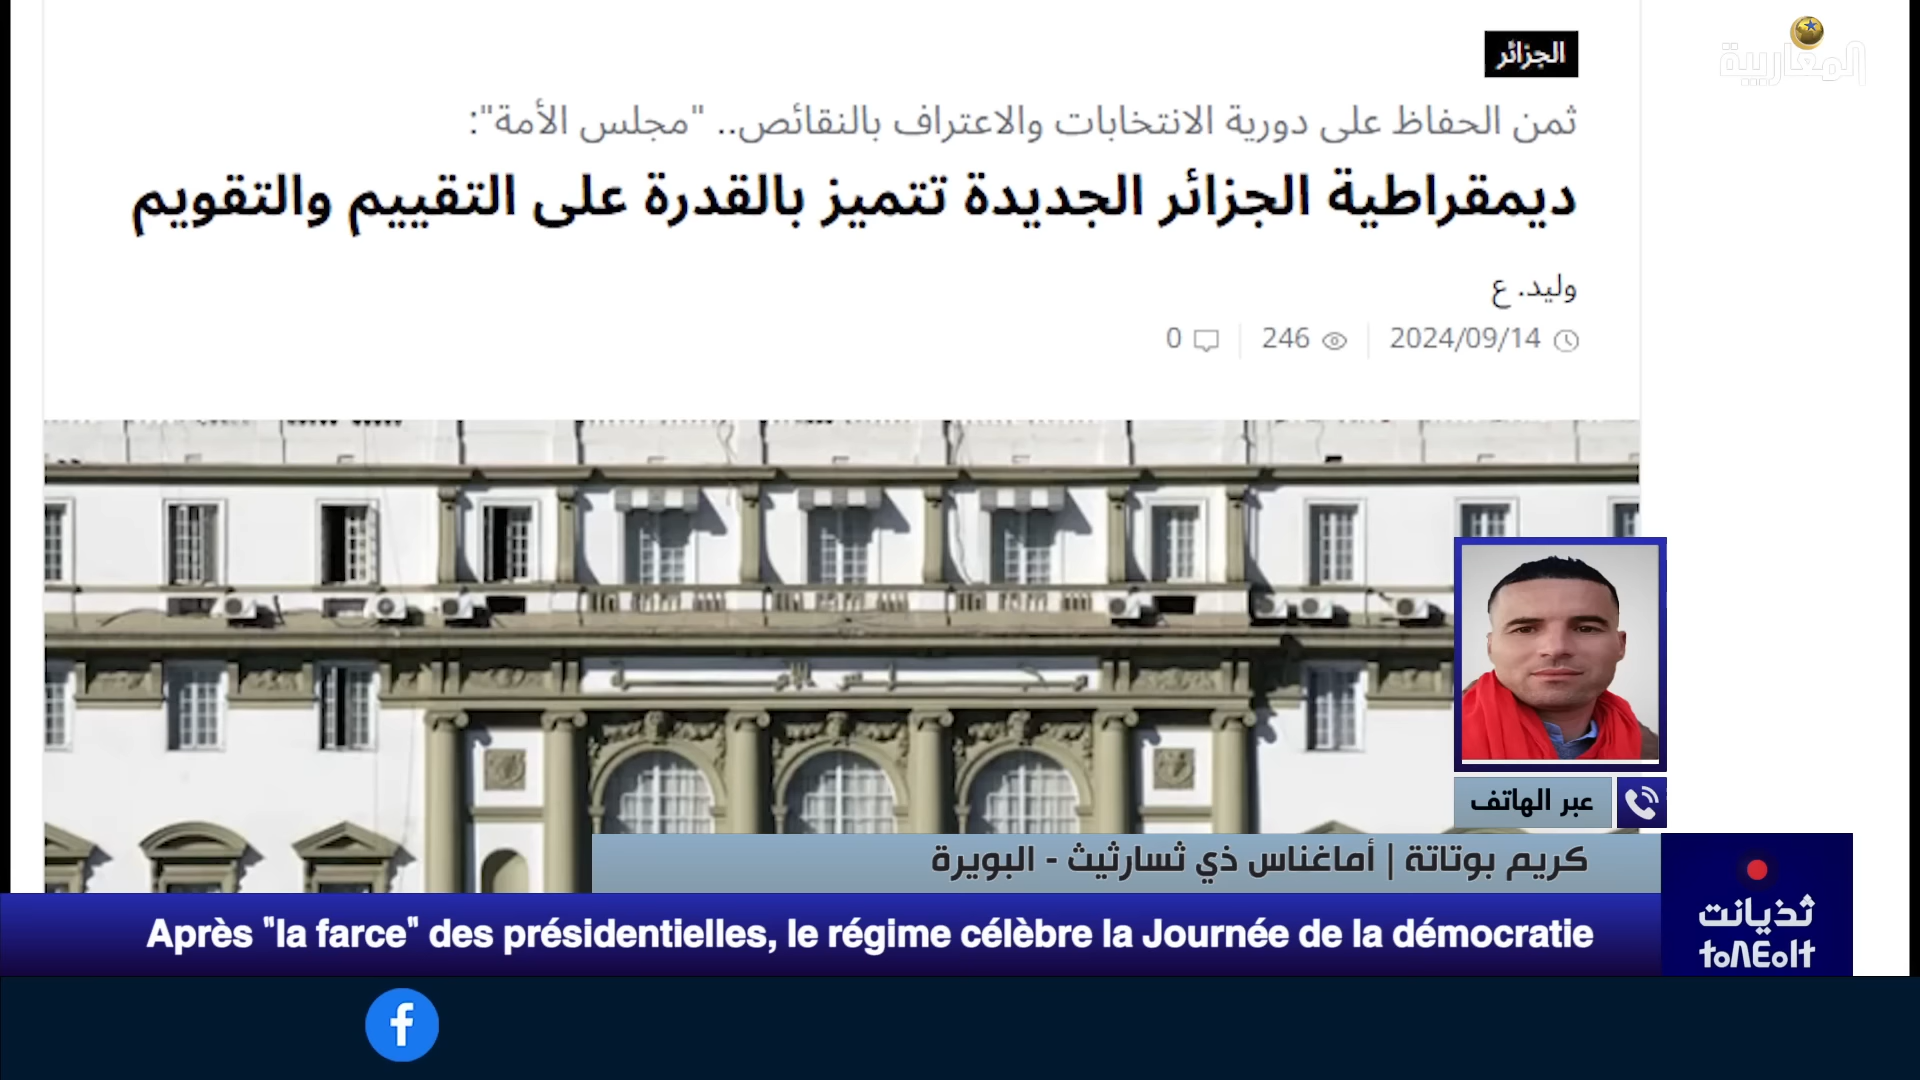 المغاربية
الجزائر
ثمن الحفاظ على دورية الانتخابات والاعتراف بالنقائص.. "مجلس الأمة":
ديمقراطية الجزائر الجديدة تتميز بالقدرة على التقييم والتقويم
وليد. ع
2024/09/14 246 0
عبر الهاتف
كريم بوتاتة | أماغناس ذي ثسارثيث - البويرة
Après "la farce" des présidentielles, le régime célèbre la Journée de la démocratie
ثذيانت